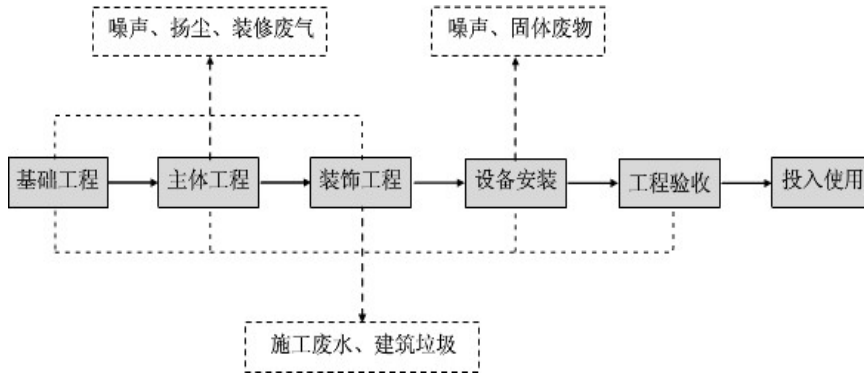 噪声、扬尘、装修废气
噪声、固体废物
基础工程
主体工程
装饰工程
设备安装
工程验收
投入使用
施工废水、建筑垃圾